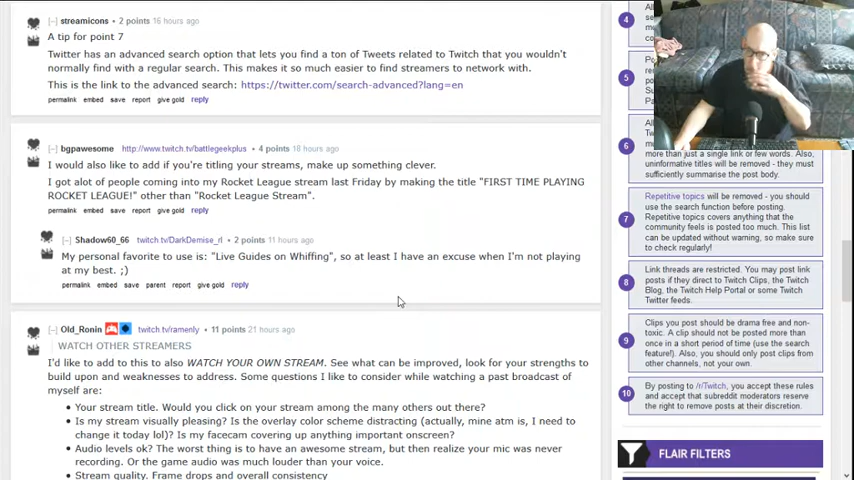 [-] streamicons • 2 points 16 hours ago
A tip for point 7
Twitter has an advanced search option that lets you find a ton of Tweets related to Twitch that you wouldn't
normally find with a regular search. This makes it so much easier to find streamers to network with.
This is the link to the advanced search: https://twitter.com/search-advanced?lang=en
permalink embed save report give gold reply
[-] bgpawesome http://www.twitch.tv/battlegeekplus • 4 points 18 hours ago
I would also like to add if you're titling your streams, make up something clever.
I got alot of people coming into my Rocket League stream last Friday by making the title "FIRST TIME PLAYING
ROCKET LEAGUE!" other than "Rocket League Stream".
permalink embed save report give gold reply
[-] Shadow60_66 twitch.tv/DarkDemise_rl • 2 points 11 hours ago
My personal favorite to use is: "Live Guides on Whiffing", so at least I have an excuse when I'm not playing
at my best. ;)
permalink embed save parent report give gold reply
[-] Old_Ronin twitch.tv/ramenly • 11 points 21 hours ago
WATCH OTHER STREAMERS
I'd like to add to this to also WATCH YOUR OWN STREAM. See what can be improved, look for your strengths to
build upon and weaknesses to address. Some questions I like to consider while watching a past broadcast of
myself are:
• Your stream title. Would you click on your stream among the many others out there?
• Is my stream visually pleasing? Is the overlay color scheme distracting (actually, mine atm is, I need to
change it today lol)? Is my facecam covering up anything important onscreen?
• Audio levels ok? The worst thing is to have an awesome stream, but then realize your mic was never
recording. Or the game audio was much louder than your voice.
• Stream quality. Frame drops and overall consistency
4
5
6
more than just a single link or few words. Also,
uninformative titles will be removed - they must
sufficiently summarise the post body.
7
Repetitive topics will be removed - you should
use the search function before posting.
Repetitive topics covers anything that the
community feels is posted too much. This list
can be updated without warning, so make sure
to check regularly!
8
Link threads are restricted. You may post link
posts if they direct to Twitch Clips, the Twitch
Blog, the Twitch Help Portal or some Twitch
Twitter feeds.
9
Clips you post should be drama free and non-
toxic. A clip should not be posted more than
once in a short period of time (use the search
feature!). Also, you should only post clips from
other channels, not your own.
10
By posting to /r/Twitch, you accept these rules
and accept that subreddit moderators reserve
the right to remove posts at their discretion.
FLAIR FILTERS